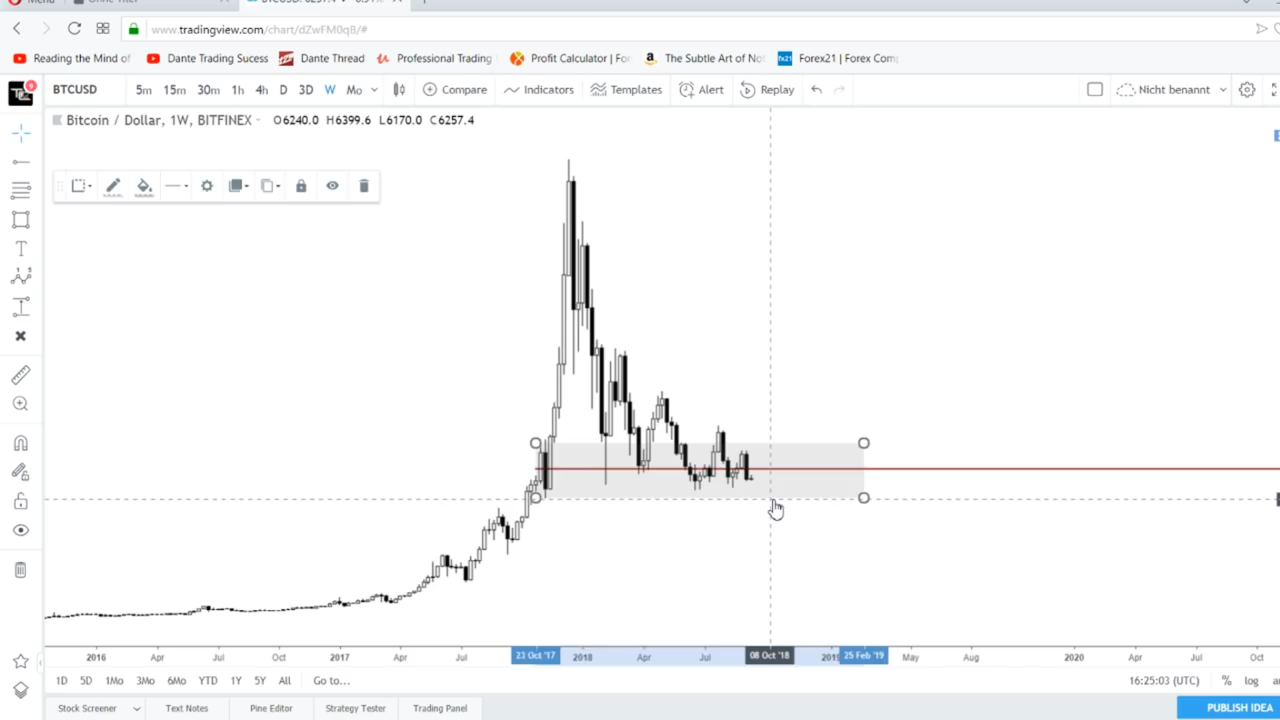 Menü
www.tradingview.com/chart/dZwFM0qB/#
Reading the Mind of Dante Trading Sucess Dante Thread Professional Trading Profit Calculator | For The Subtle Art of No fx21 Forex21 | Forex Com
BTCUSD 5m 15m 30m 1h 4h D 3D W Mo Compare Indicators Templates Alert Replay Nicht benannt
Bitcoin / Dollar, 1W, BITFINEX O6240.0 H6399.6 L6170.0 C6257.4
2016 Apr Jul Oct 2017 Apr Jul 23 Oct '17 2018 Apr Jul 08 Oct '18 2019 25 Feb '19 May Aug 2020 Apr Jul Oct
1D 5D 1Mo 3Mo 6Mo YTD 1Y 5Y All Go to... 16:25:03 (UTC) % log
Stock Screener Text Notes Pine Editor Strategy Tester Trading Panel PUBLISH IDEA